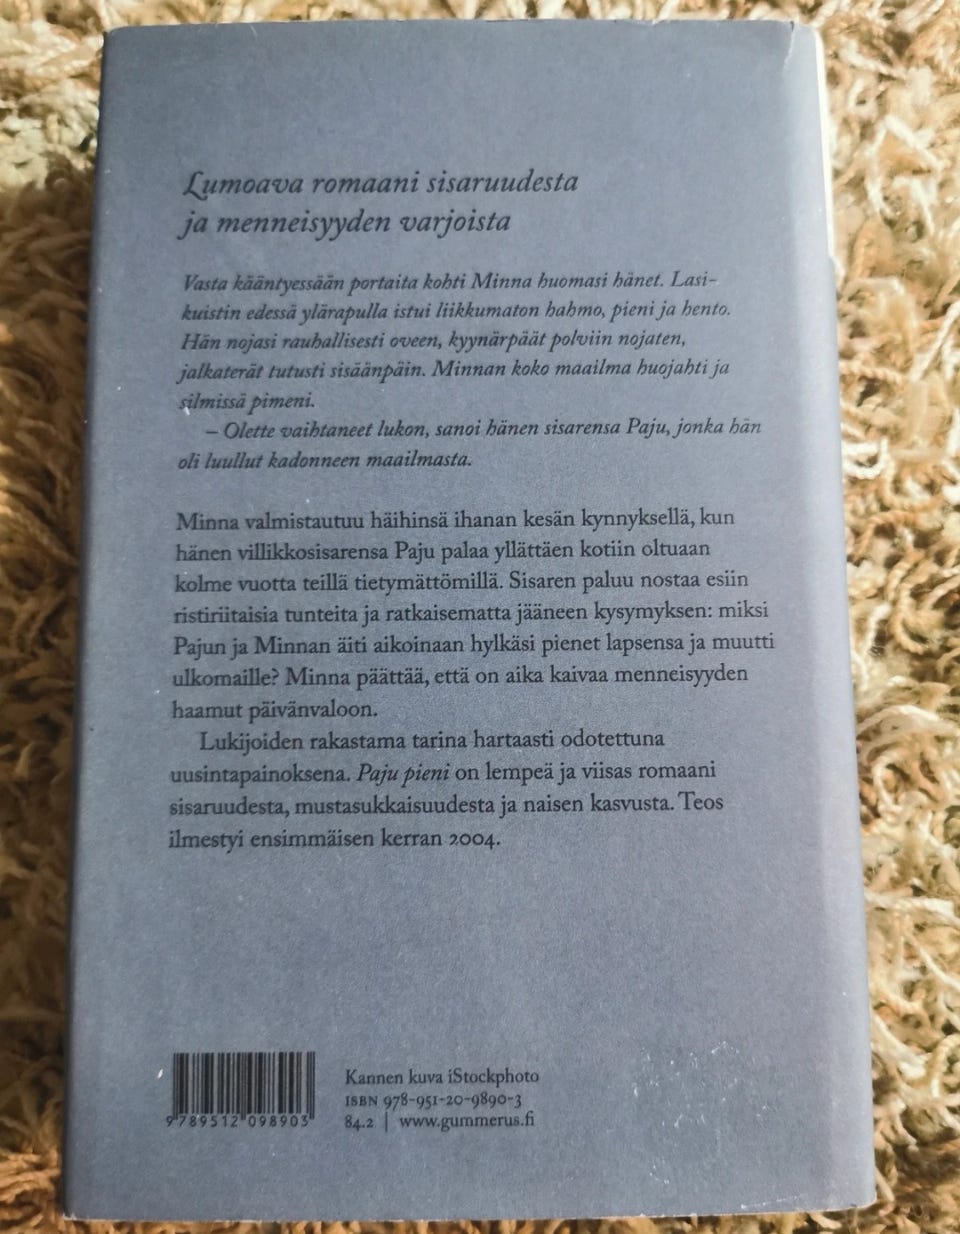 Lumoava romaani sisaruudesta
ja menneisyyden varjoista
Vasta kääntyessään portaita kohti Minna huomasi hänet. Lasi-
kuistin edessä ylärapulla istui liikkumaton hahmo, pieni ja hento.
Hän nojasi rauhallisesti oveen, kyynärpäät polviin nojaten,
jalkaterät tutusti sisäänpäin. Minnan koko maailma huojahti ja
silmissä pimeni.
– Olette vaihtaneet lukon, sanoi hänen sisarensa Paju, jonka hän
oli luullut kadonneen maailmasta.
Minna valmistautuu häihinsä ihanan kesän kynnyksellä, kun
hänen villikkosisarensa Paju palaa yllättäen kotiin oltuaan
kolme vuotta teillä tietymättömillä. Sisaren paluu nostaa esiin
ristiriitaisia tunteita ja ratkaisematta jääneen kysymyksen: miksi
Pajun ja Minnan äiti aikoinaan hylkäsi pienet lapsensa ja muutti
ulkomaille? Minna päättää, että on aika kaivaa menneisyyden
haamut päivänvaloon.
Lukijoiden rakastama tarina hartaasti odotettuna
uusintapainoksena. Paju pieni on lempeä ja viisas romaani
sisaruudesta, mustasukkaisuudesta ja naisen kasvusta. Teos
ilmestyi ensimmäisen kerran 2004.
Kannen kuva iStockphoto
ISBN 978-951-20-9890-3
84.2 | www.gummerus.fi
9 789512 098903